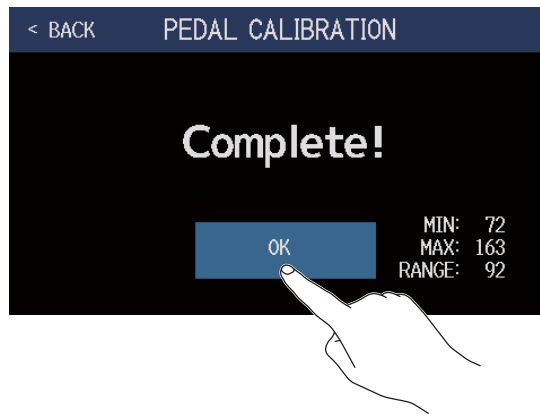 < BACK PEDAL CALIBRATION
Complete!
OK
MIN: 72
MAX: 163
RANGE: 92